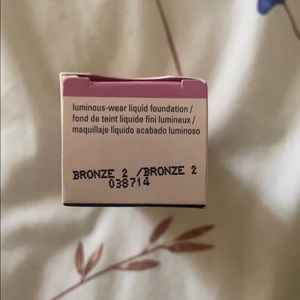 luminous-wear liquid foundation /
fond de teint liquide fini lumineux /
maquillaje líquido acabado luminoso
BRONZE 2 /BRONZE 2
038714